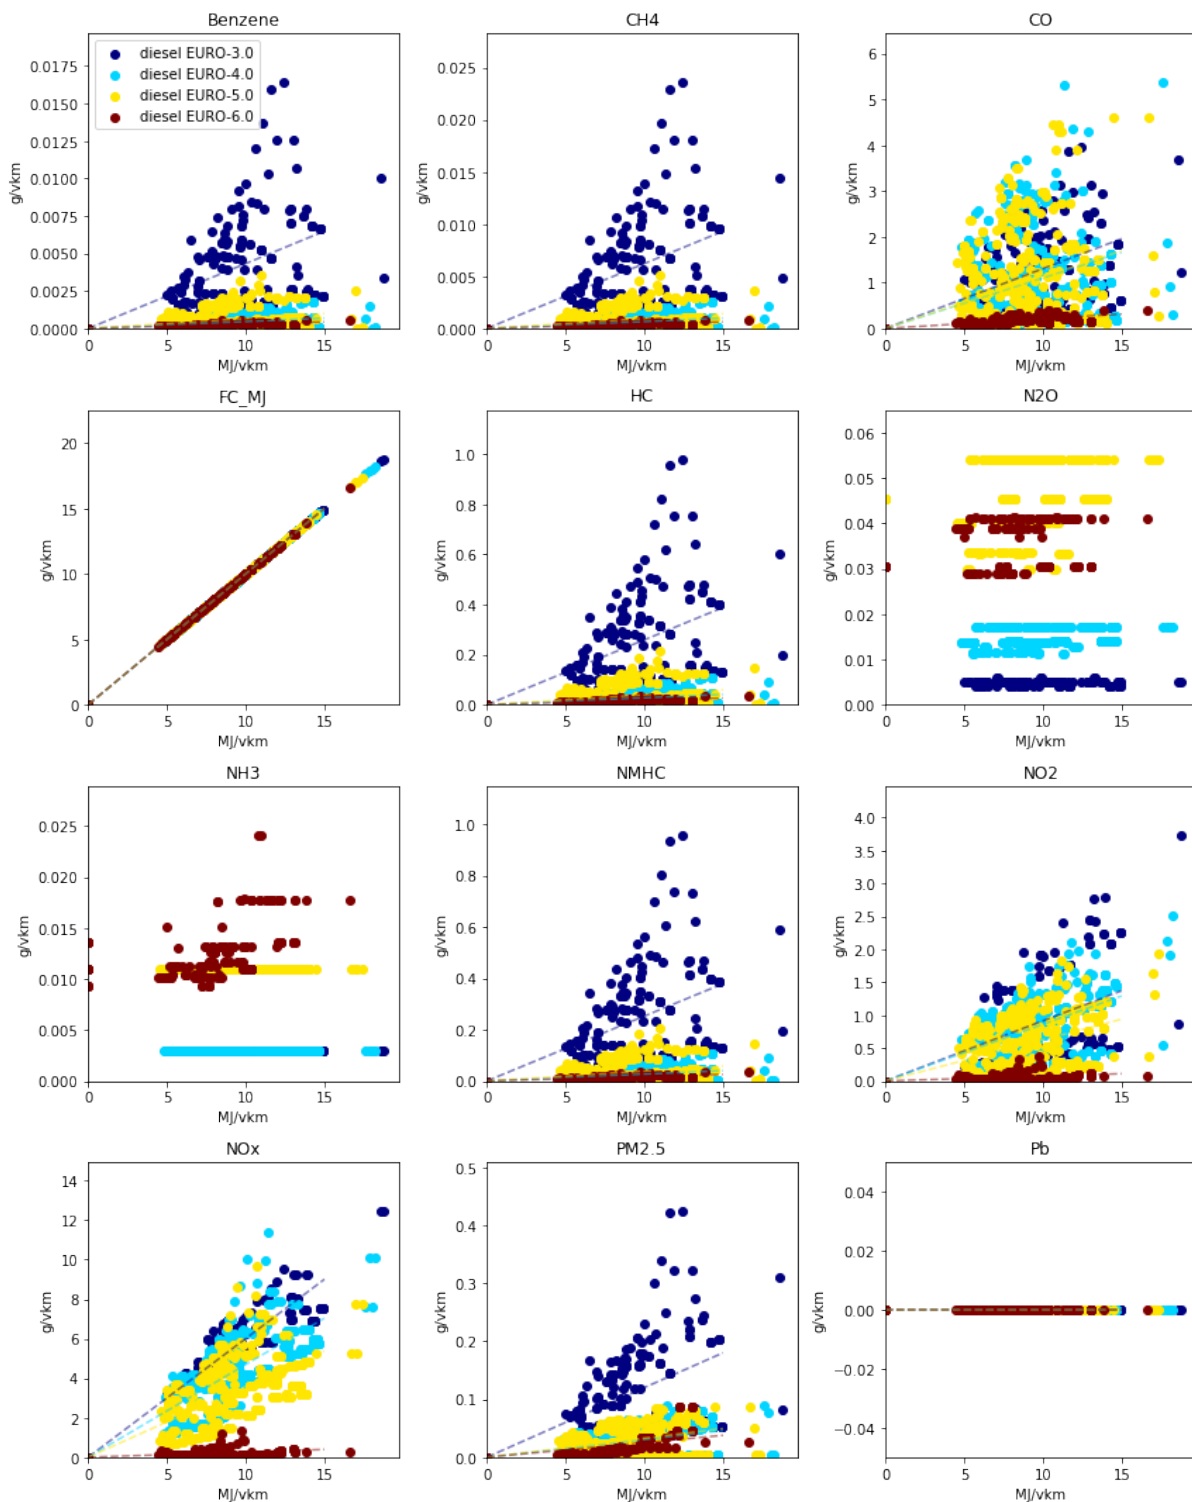 Benzene
g/vkm
0.0175
0.0150
0.0125
0.0100
0.0075
0.0050
0.0025
0.0000
diesel EURO-3.0
diesel EURO-4.0
diesel EURO-5.0
diesel EURO-6.0
0 5 10 15
MJ/vkm
CH4
g/vkm
0.025
0.020
0.015
0.010
0.005
0.000
0 5 10 15
MJ/vkm
CO
g/vkm
6
5
4
3
2
1
0
0 5 10 15
MJ/vkm
FC_MJ
g/vkm
20
15
10
5
0
0 5 10 15
MJ/vkm
HC
g/vkm
1.0
0.8
0.6
0.4
0.2
0.0
0 5 10 15
MJ/vkm
N2O
g/vkm
0.06
0.05
0.04
0.03
0.02
0.01
0.00
0 5 10 15
MJ/vkm
NH3
g/vkm
0.025
0.020
0.015
0.010
0.005
0.000
0 5 10 15
MJ/vkm
NMHC
g/vkm
1.0
0.8
0.6
0.4
0.2
0.0
0 5 10 15
MJ/vkm
NO2
g/vkm
4.0
3.5
3.0
2.5
2.0
1.5
1.0
0.5
0.0
0 5 10 15
MJ/vkm
NOx
g/vkm
14
12
10
8
6
4
2
0
0 5 10 15
MJ/vkm
PM2.5
g/vkm
0.5
0.4
0.3
0.2
0.1
0.0
0 5 10 15
MJ/vkm
Pb
g/vkm
0.04
0.02
0.00
−0.02
−0.04
0 5 10 15
MJ/vkm